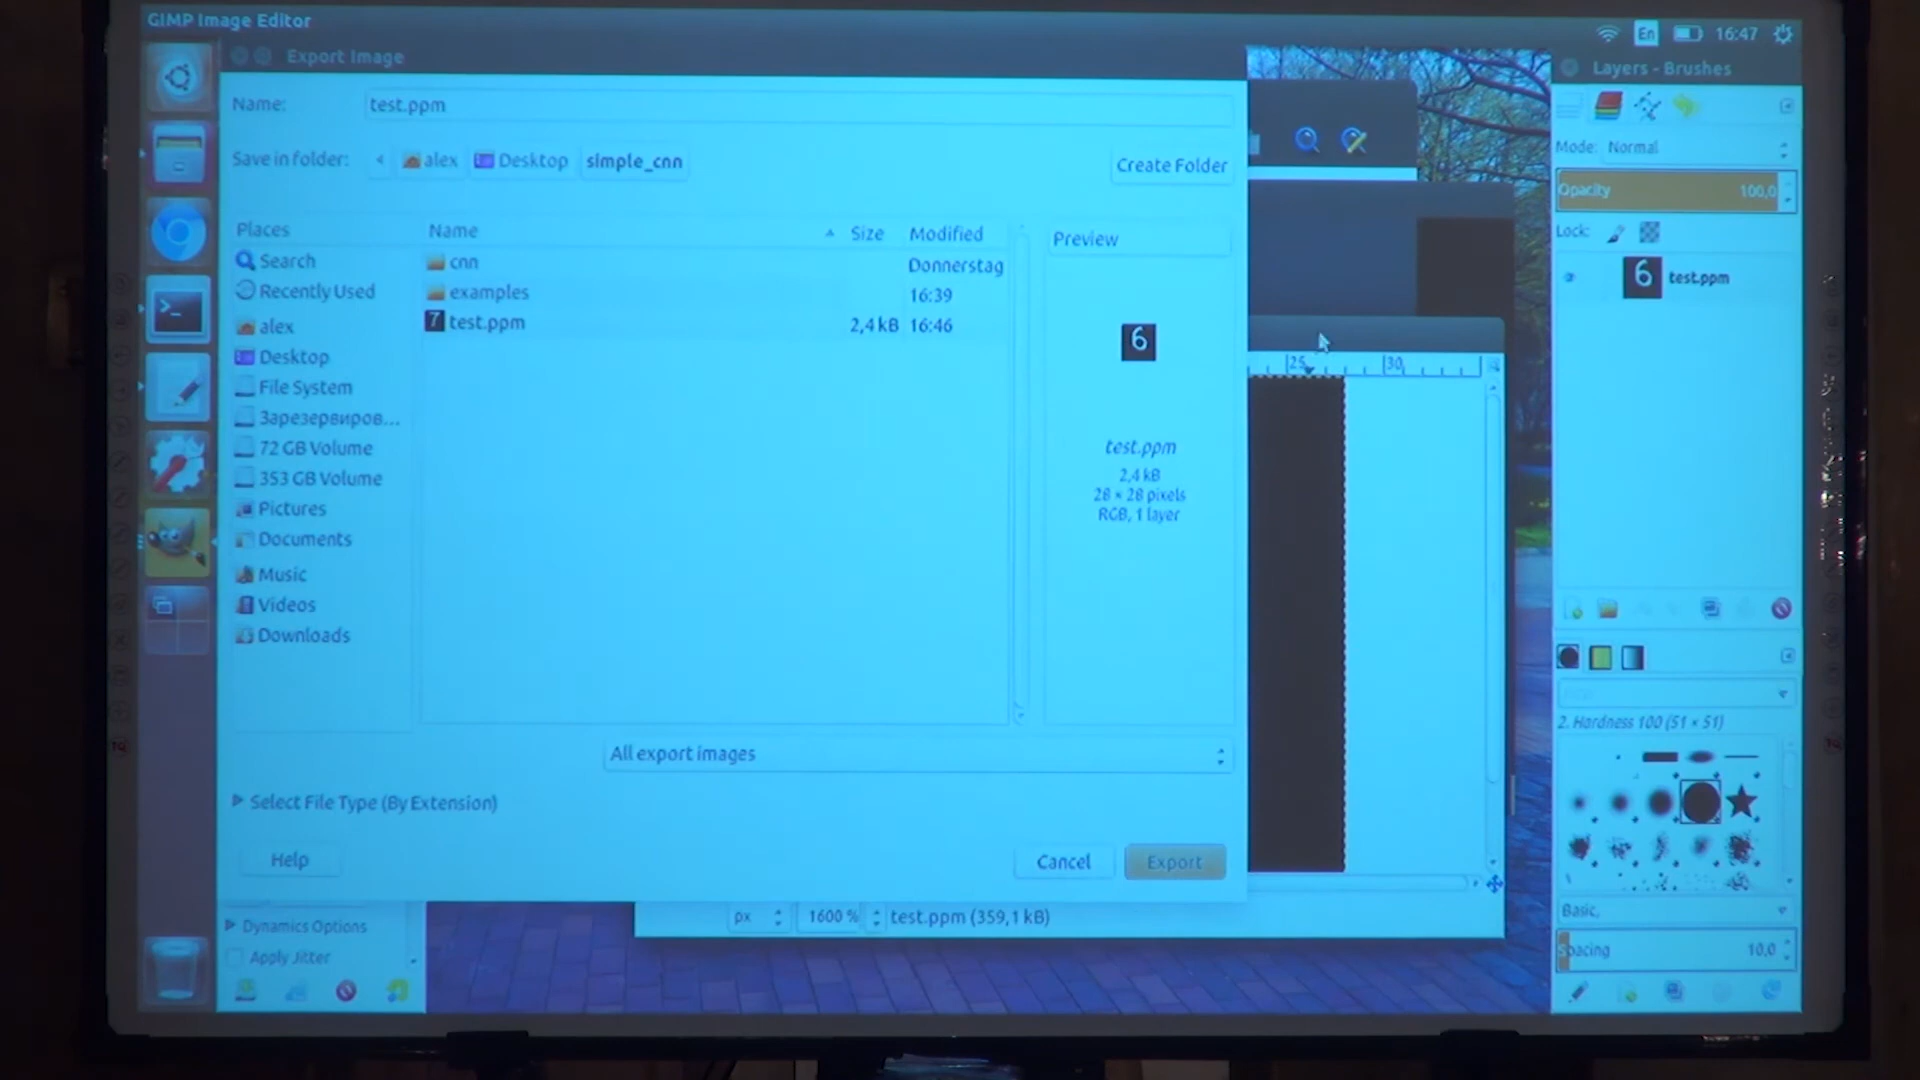 GIMP Image Editor
En
16:47
Export Image
Layers - Brushes
Name:
test.ppm
Save in folder:
alex
Desktop
simple_cnn
Create Folder
Mode: Normal
Opacity
100,0
Lock:
6
test.ppm
Places
Name
Size
Modified
Preview
Search
Recently Used
alex
Desktop
File System
Зарезервиров...
72 GB Volume
353 GB Volume
Pictures
Documents
Music
Videos
Downloads
cnn
Donnerstag
examples
16:39
7
test.ppm
2,4 kB
16:46
6
test.ppm
2,4 kB
28 × 28 pixels
RGB, 1 layer
25
30
All export images
Select File Type (By Extension)
Help
Cancel
Export
Dynamics Options
Apply Jitter
px
1600 %
test.ppm (359,1 kB)
2. Hardness 100 (51 × 51)
Basic,
Spacing
10,0